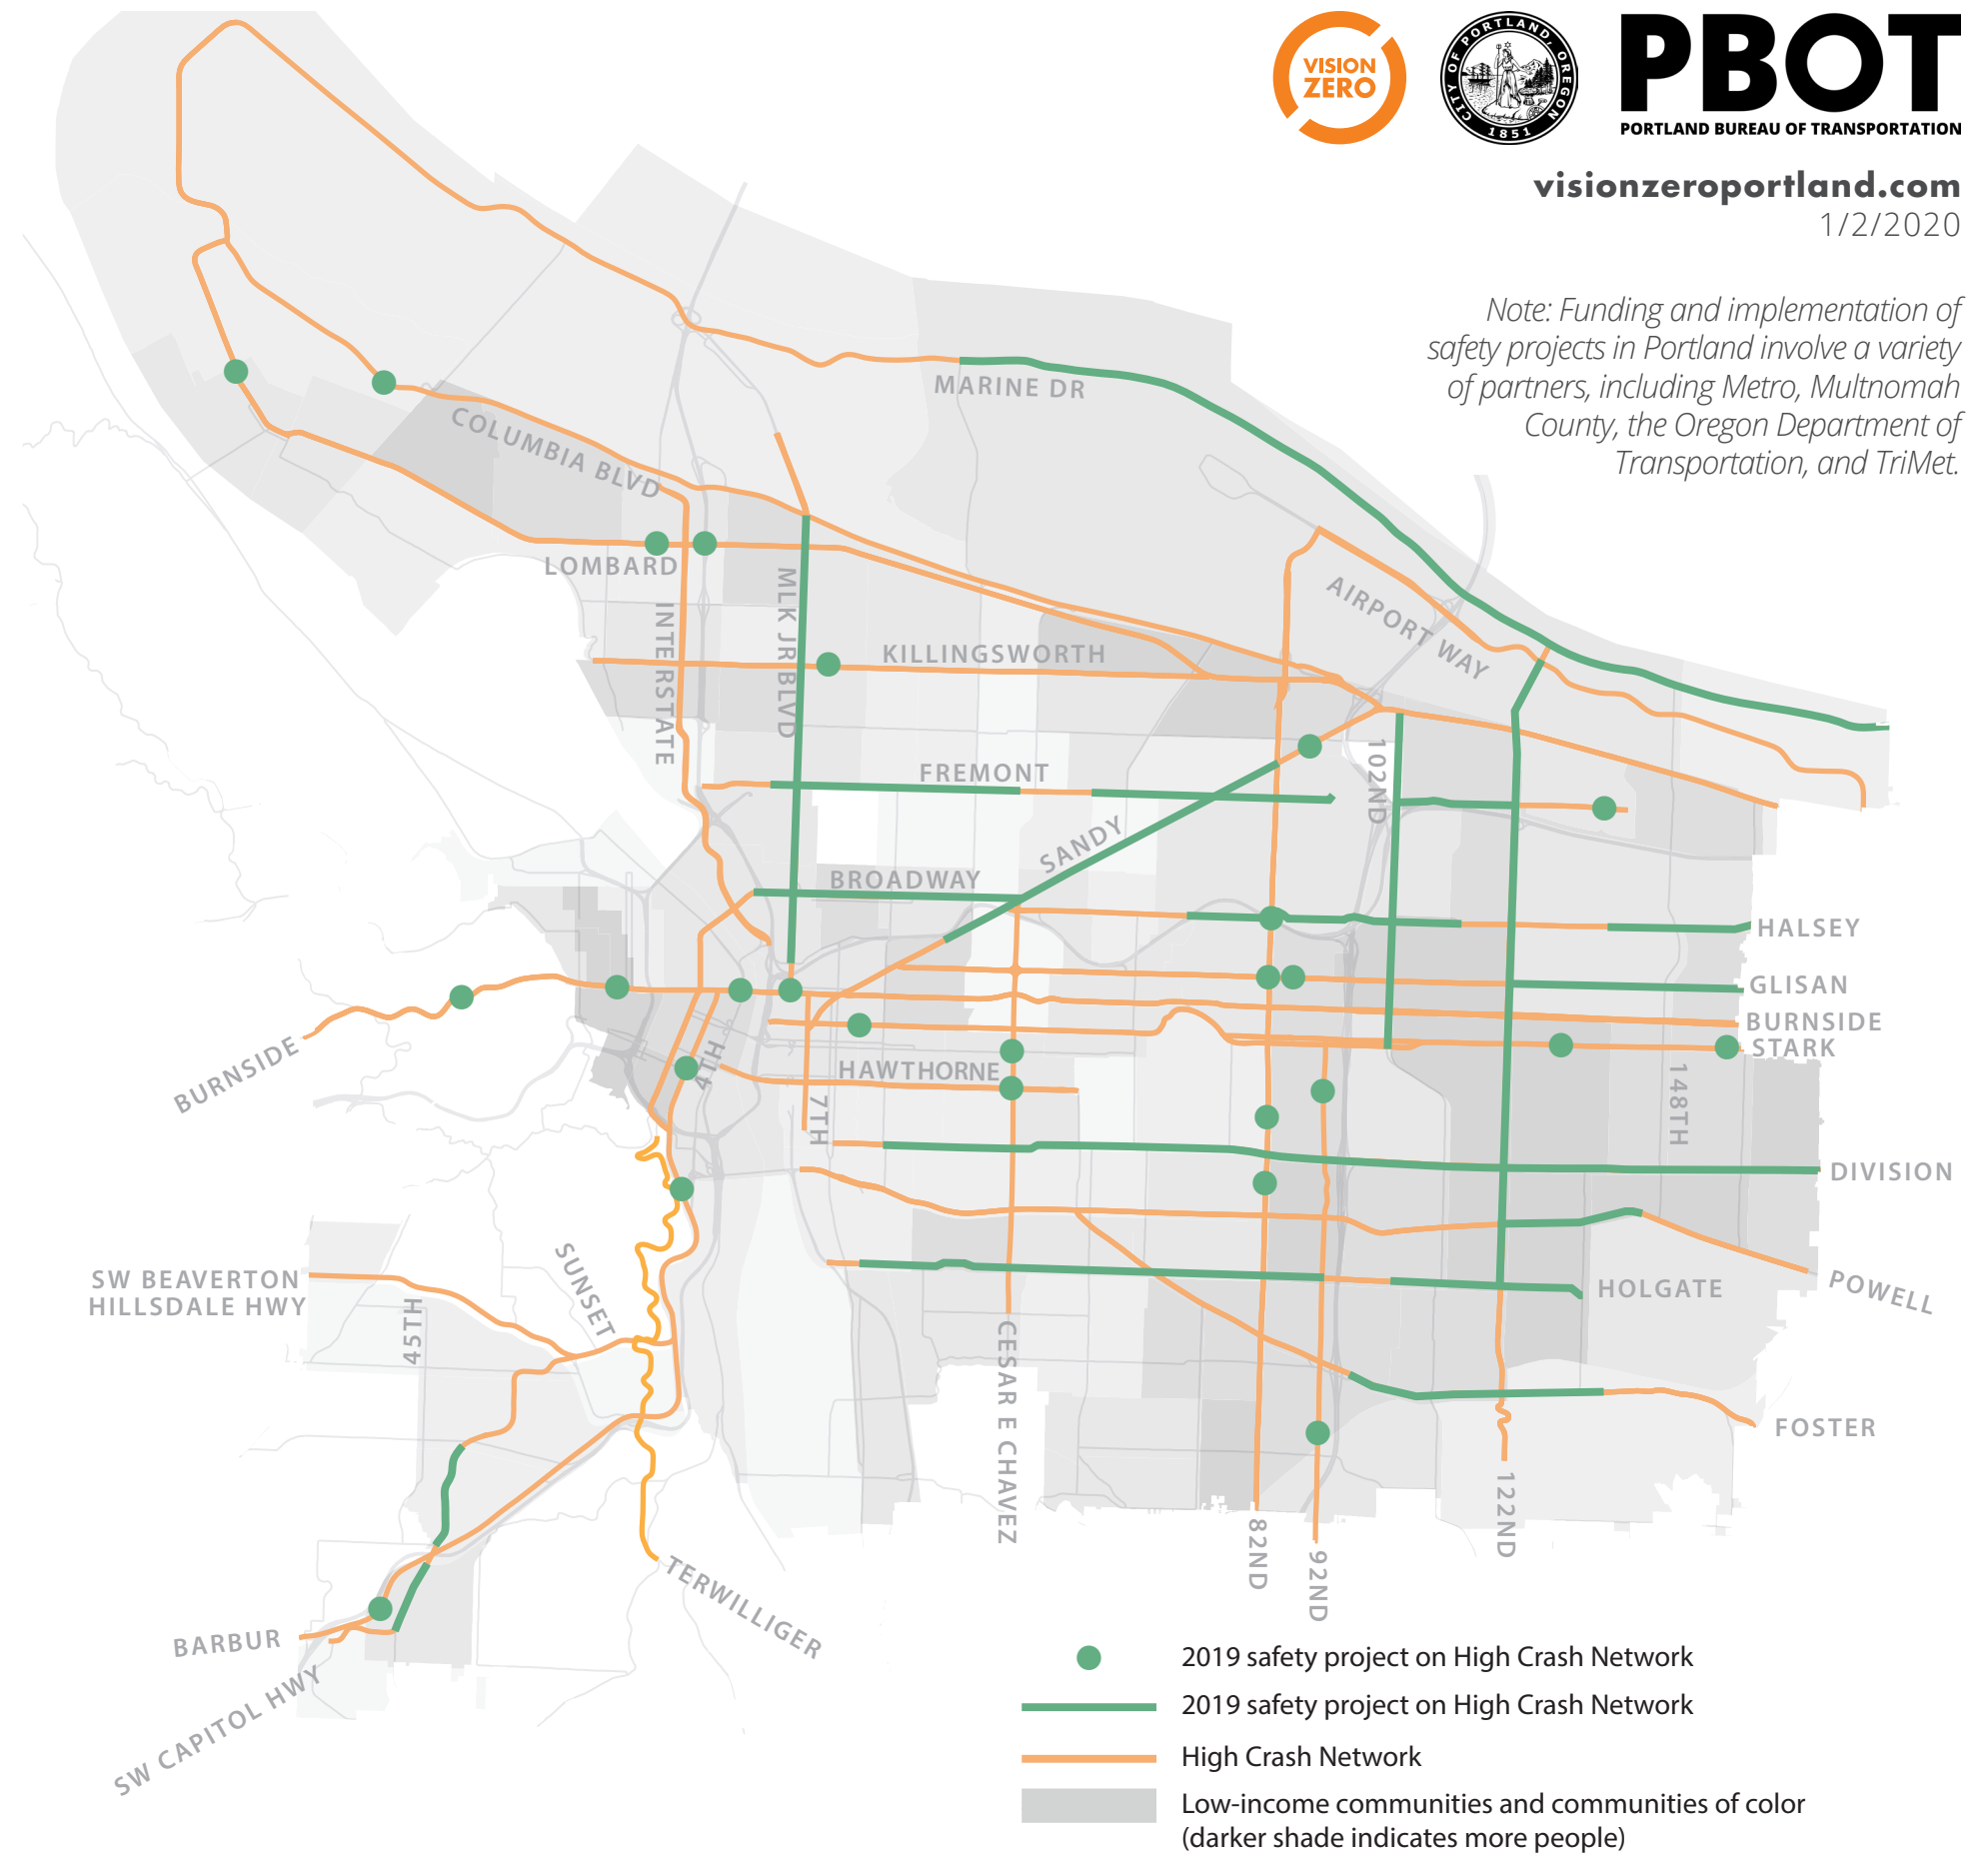 VISION
ZERO
CITY OF PORTLAND, OREGON
1851
PBOT
PORTLAND BUREAU OF TRANSPORTATION
visionzeroportland.com
1/2/2020
Note: Funding and implementation of
safety projects in Portland involve a variety
of partners, including Metro, Multnomah
County, the Oregon Department of
Transportation, and TriMet.
MARINE DR
COLUMBIA BLVD
LOMBARD
INTERSTATE
MLK JR BLVD
AIRPORT WAY
KILLINGSWORTH
102ND
FREMONT
SANDY
BROADWAY
HALSEY
GLISAN
BURNSIDE
STARK
BURNSIDE
4TH
HAWTHORNE
7TH
148TH
DIVISION
SUNSET
SW BEAVERTON
HILLSDALE HWY
45TH
HOLGATE
POWELL
CESAR E CHAVEZ
FOSTER
82ND
92ND
122ND
TERWILLIGER
BARBUR
SW CAPITOL HWY
2019 safety project on High Crash Network
2019 safety project on High Crash Network
High Crash Network
Low-income communities and communities of color
(darker shade indicates more people)